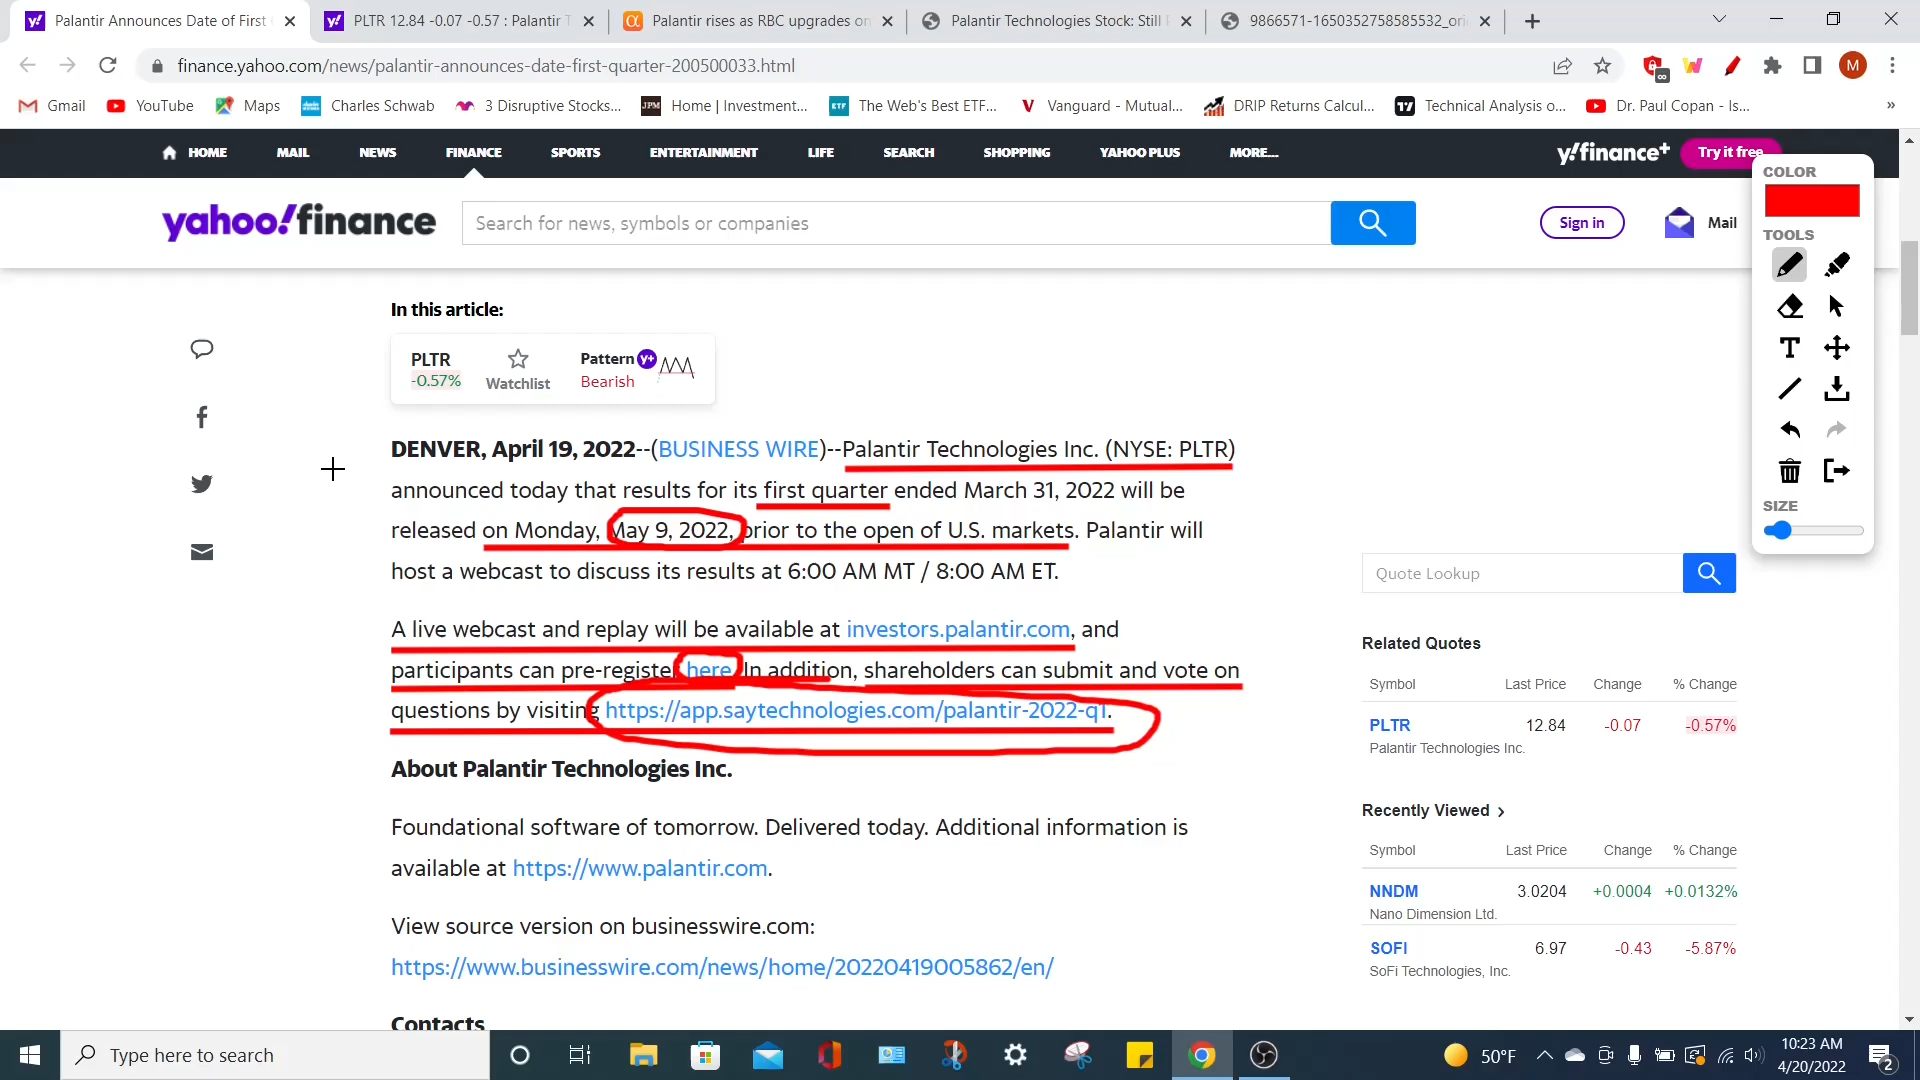 Palantir Announces Date of First
PLTR 12.84 -0.07 -0.57 : Palantir T
Palantir rises as RBC upgrades on
Palantir Technologies Stock: Still
9866571-1650352758585532_ori
finance.yahoo.com/news/palantir-announces-date-first-quarter-200500033.html
M
Gmail
YouTube
Maps
Charles Schwab
3 Disruptive Stocks...
JPM
Home | Investment...
ETF
The Web's Best ETF...
Vanguard - Mutual...
DRIP Returns Calcul...
Technical Analysis o...
Dr. Paul Copan - Is...
»
HOME
MAIL
NEWS
FINANCE
SPORTS
ENTERTAINMENT
LIFE
SEARCH
SHOPPING
YAHOO PLUS
MORE...
y!finance+
Try it free
yahoo!finance
Search for news, symbols or companies
Sign in
Mail
COLOR
TOOLS
SIZE
In this article:
PLTR
-0.57%
Watchlist
Pattern y+
Bearish
DENVER, April 19, 2022--(BUSINESS WIRE)--Palantir Technologies Inc. (NYSE: PLTR)
announced today that results for its first quarter ended March 31, 2022 will be
released on Monday, May 9, 2022, prior to the open of U.S. markets. Palantir will
host a webcast to discuss its results at 6:00 AM MT / 8:00 AM ET.
A live webcast and replay will be available at investors.palantir.com, and
participants can pre-register here. In addition, shareholders can submit and vote on
questions by visiting https://app.saytechnologies.com/palantir-2022-q1.
About Palantir Technologies Inc.
Foundational software of tomorrow. Delivered today. Additional information is
available at https://www.palantir.com.
View source version on businesswire.com:
https://www.businesswire.com/news/home/20220419005862/en/
Contacts
Quote Lookup
Related Quotes
Symbol Last Price Change % Change
PLTR 12.84 -0.07 -0.57%
Palantir Technologies Inc.
Recently Viewed >
Symbol Last Price Change % Change
NNDM 3.0204 +0.0004 +0.0132%
Nano Dimension Ltd.
SOFI 6.97 -0.43 -5.87%
SoFi Technologies, Inc.
Type here to search
50°F
10:23 AM
4/20/2022
2